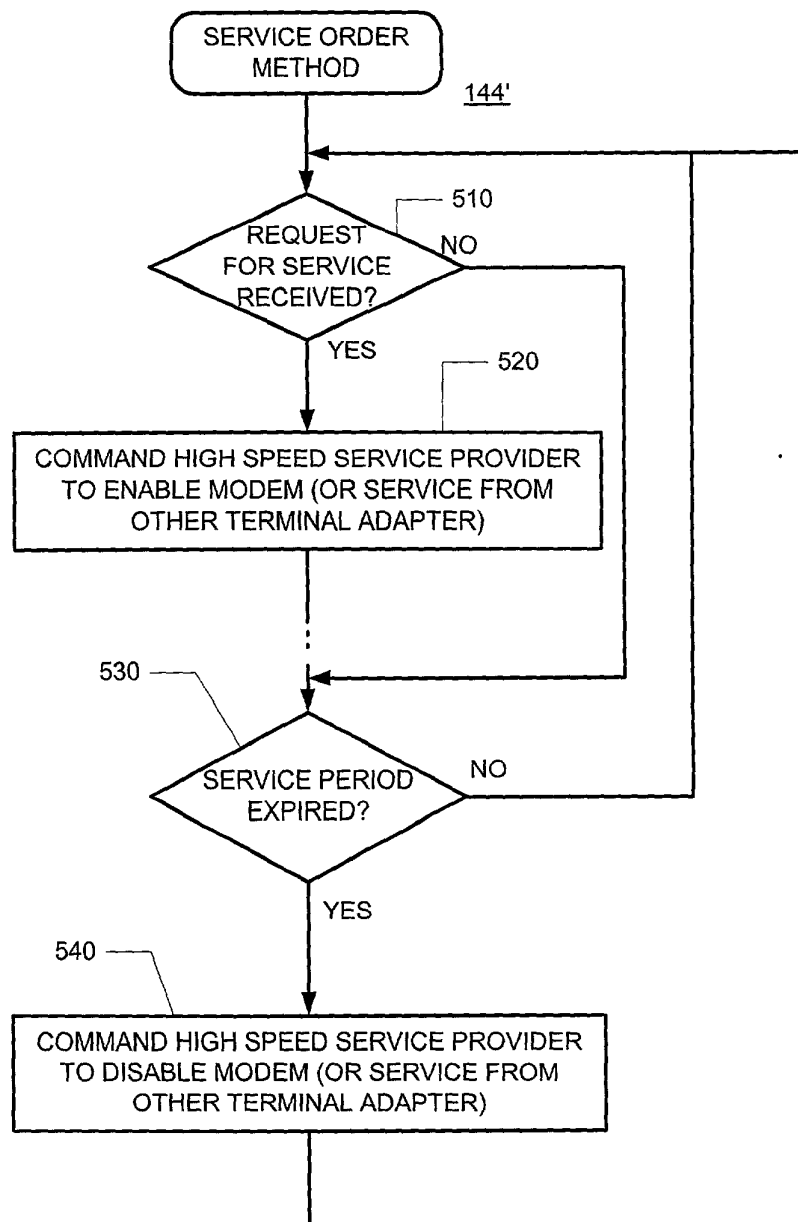 SERVICE ORDER
METHOD
144'
510
REQUEST
FOR SERVICE
RECEIVED?
NO
YES
520
COMMAND HIGH SPEED SERVICE PROVIDER
TO ENABLE MODEM (OR SERVICE FROM
OTHER TERMINAL ADAPTER)
530
SERVICE PERIOD
EXPIRED?
NO
YES
540
COMMAND HIGH SPEED SERVICE PROVIDER
TO DISABLE MODEM (OR SERVICE FROM
OTHER TERMINAL ADAPTER)